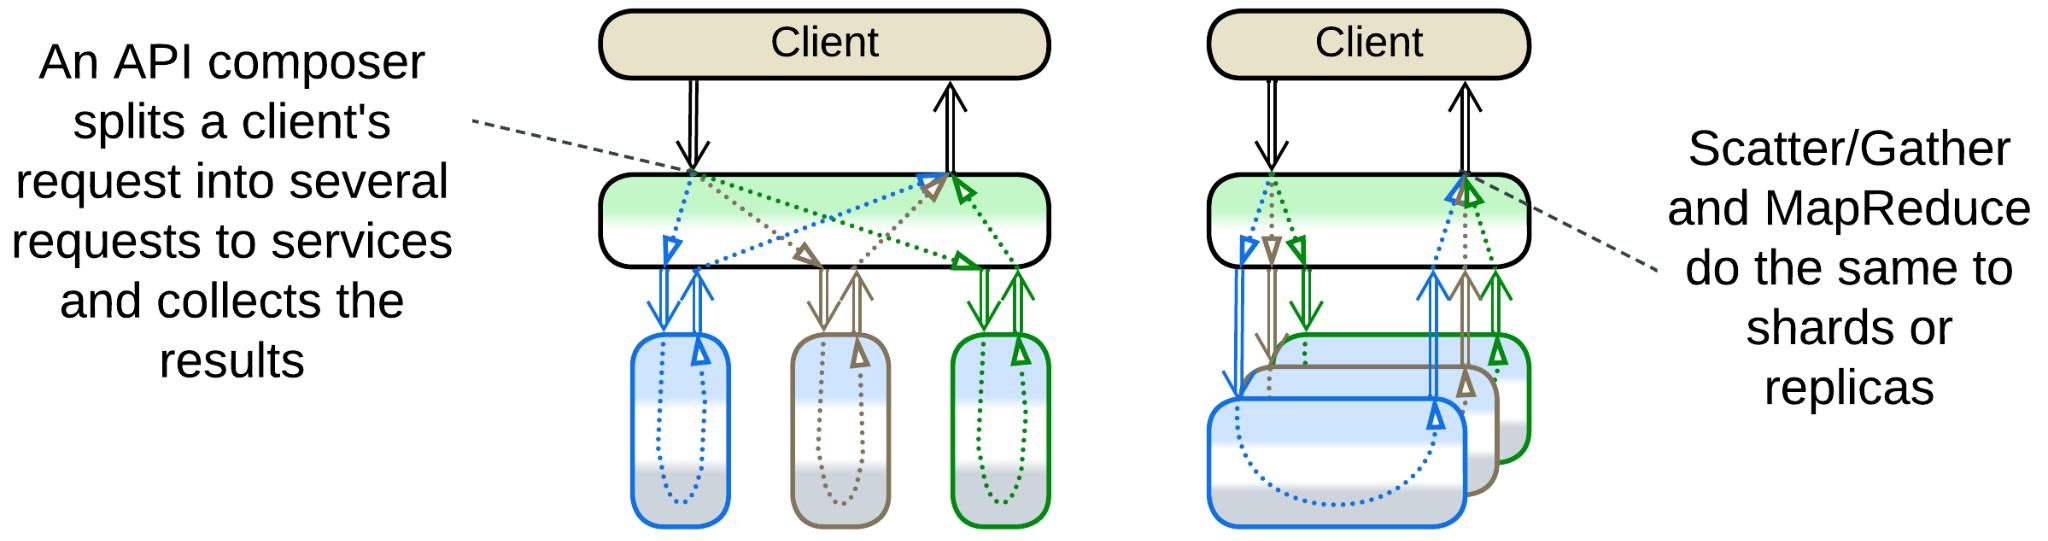 An API composer
splits a client's
request into several
requests to services
and collects the
results
Client
Client
Scatter/Gather
and MapReduce
do the same to
shards or
replicas